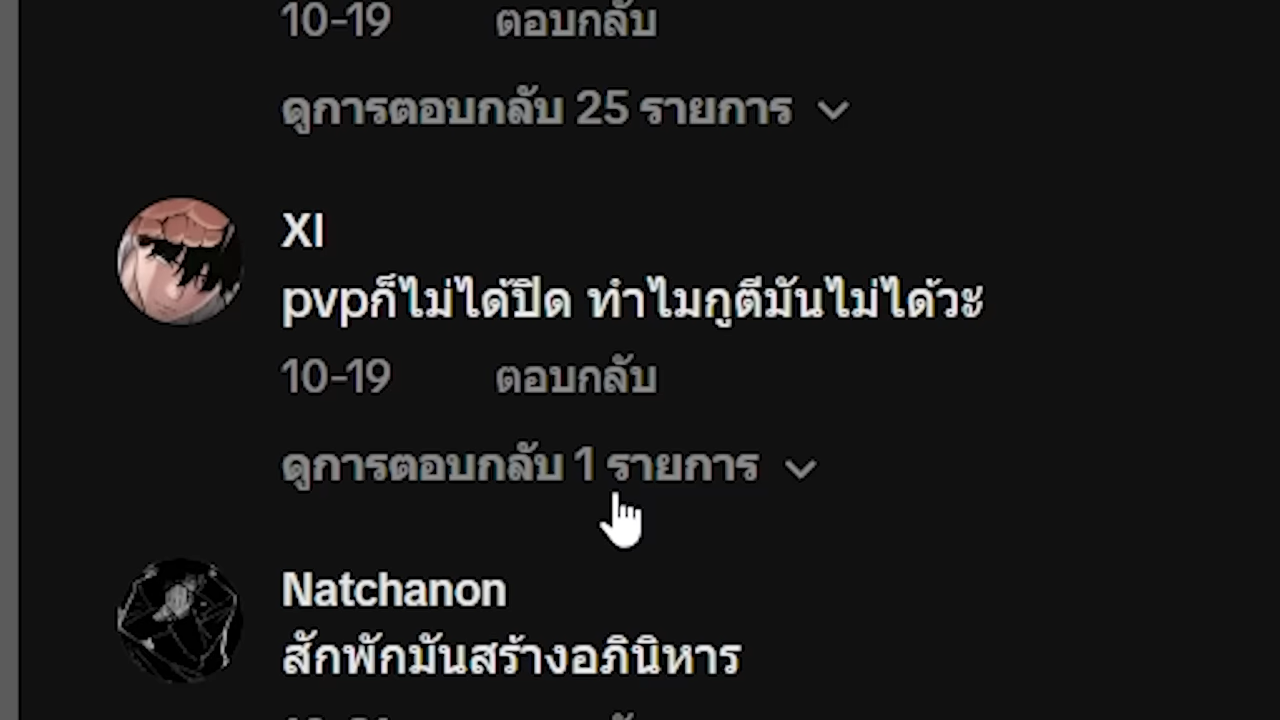 10-19 ตอบกลับ
ดูการตอบกลับ 25 รายการ
XI
pvpก็ไม่ได้ปิด ทำไมกูตีมันไม่ได้วะ
10-19 ตอบกลับ
ดูการตอบกลับ 1 รายการ
Natchanon
สักพักมันสร้างอภินิหาร